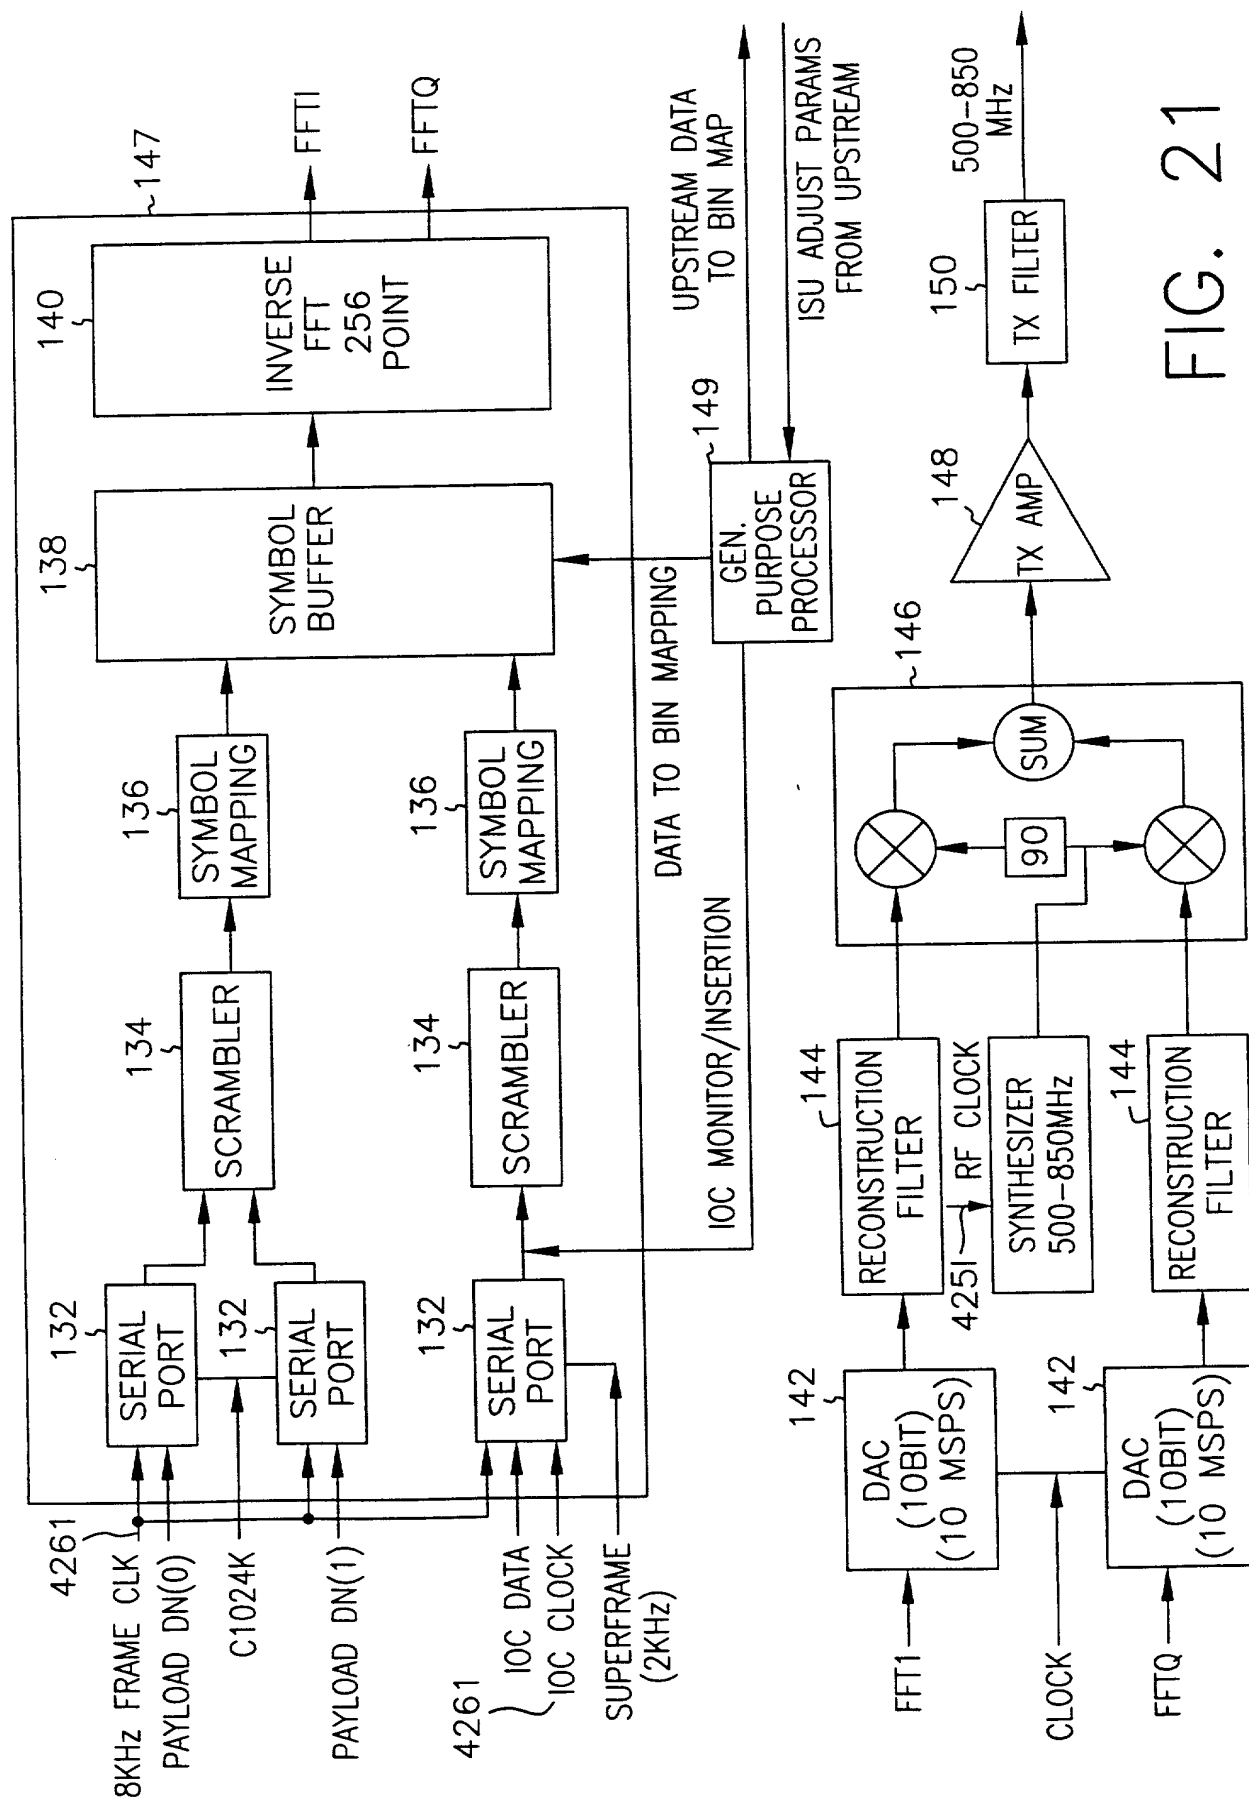 147
140
INVERSE
FFT
256
POINT
FFTI
FFTQ
138
SYMBOL
BUFFER
136
SYMBOL
MAPPING
136
SYMBOL
MAPPING
134
SCRAMBLER
134
SCRAMBLER
132
SERIAL
PORT
132
SERIAL
PORT
132
SERIAL
PORT
4261
8KHz FRAME CLK
PAYLOAD DN(0)
C1024K
PAYLOAD DN(1)
4261
IOC DATA
IOC CLOCK
SUPERFRAME
(2KHz)
DATA TO BIN MAPPING
IOC MONITOR/INSERTION
149
GEN.
PURPOSE
PROCESSOR
UPSTREAM DATA
TO BIN MAP
ISU ADJUST PARAMS
FROM UPSTREAM
FFT1
CLOCK
FFTQ
142
DAC
(10BIT)
(10 MSPS)
142
DAC
(10BIT)
(10 MSPS)
144
RECONSTRUCTION
FILTER
4251
RF CLOCK
SYNTHESIZER
500-850MHz
144
RECONSTRUCTION
FILTER
146
90
SUM
148
TX AMP
150
TX FILTER
500-850
MHz
FIG. 21